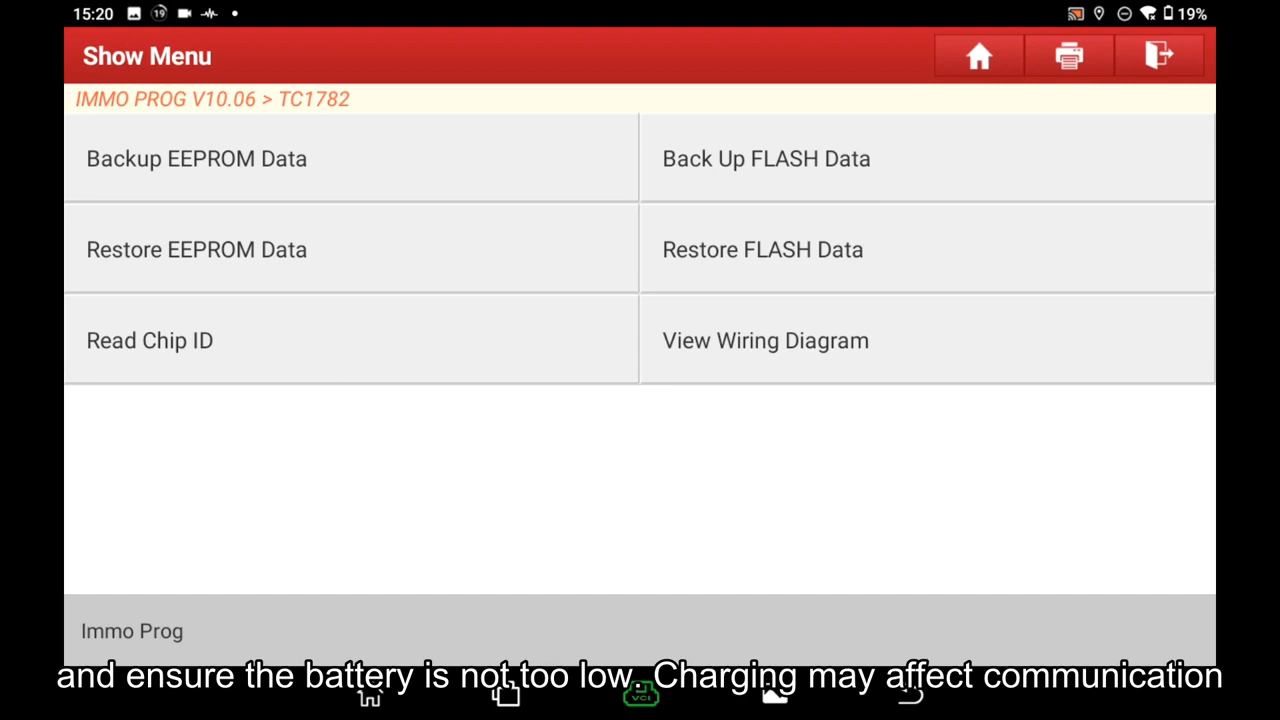 15:20
19
19%
Show Menu
IMMO PROG V10.06 > TC1782
Backup EEPROM Data
Back Up FLASH Data
Restore EEPROM Data
Restore FLASH Data
Read Chip ID
View Wiring Diagram
Immo Prog
and ensure the battery is not too low. Charging may affect communication
VCI